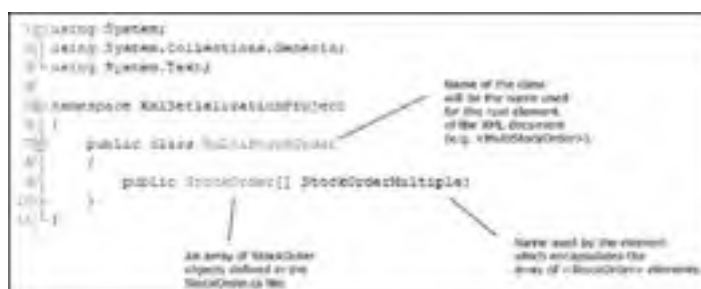 using System;
using System.Collections.Generic;
using System.Text;
namespace XmlSerializationProject
{
public class MultiStockOrder
{
public StockOrder[] StockOrderMultiple;
}
}
Name of the class
will be the name used
for the root element
of the XML document
(e.g. <MultiStockOrder>).
An array of StockOrder
objects defined in the
StockOrder.cs file.
Name used by the element
which encapsulates the
array of <StockOrder> elements.